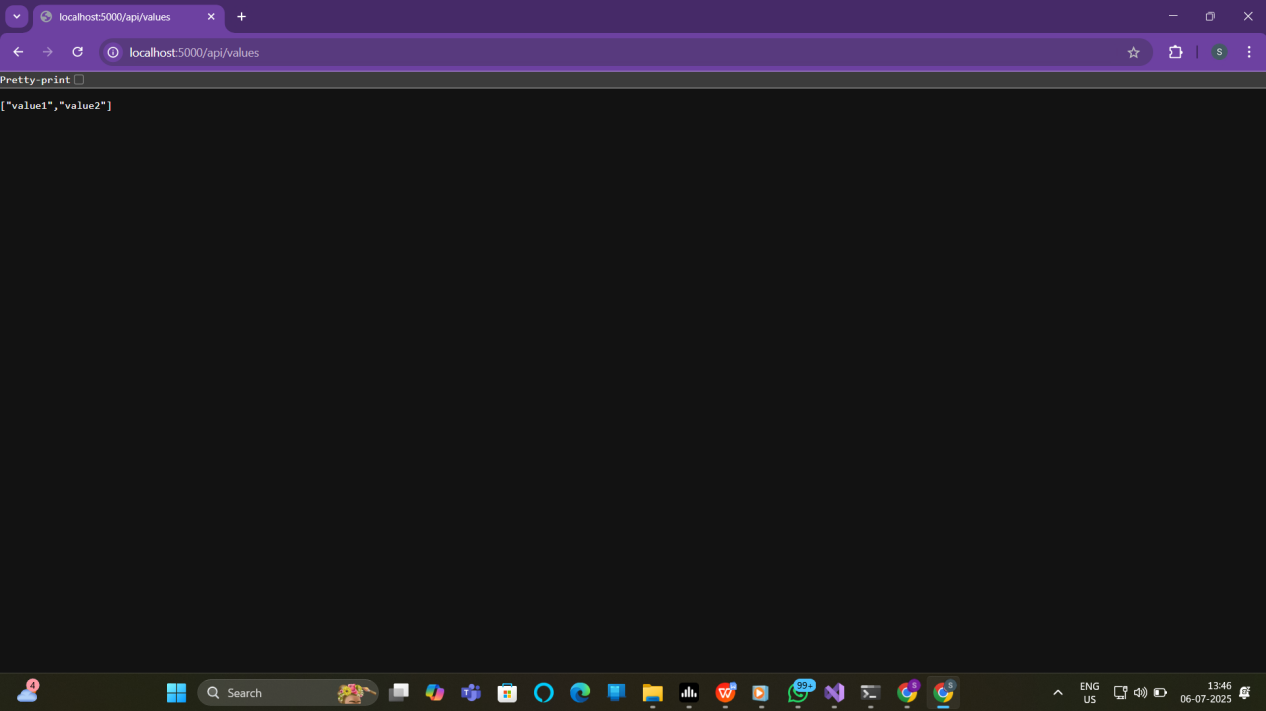 localhost:5000/api/values
localhost:5000/api/values
S
Pretty-print
["value1","value2"]
4
Search
99+
S
S
ENG
US
13:46
06-07-2025